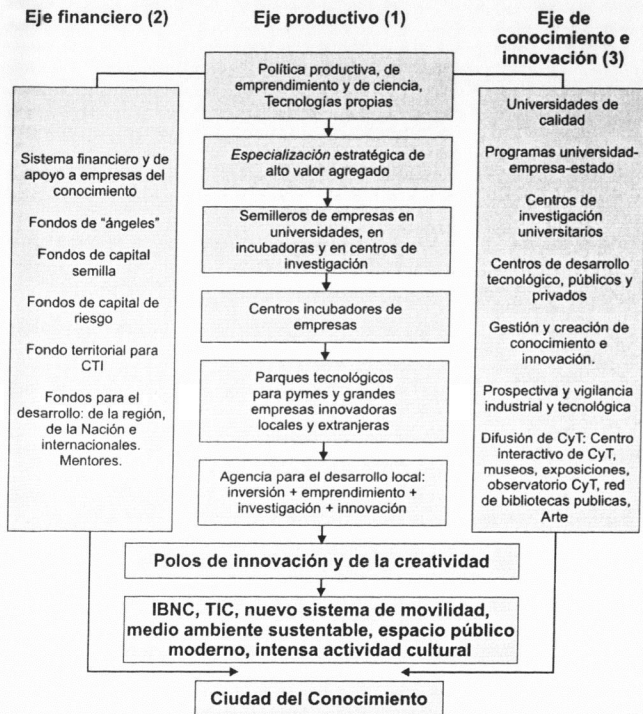 Eje financiero (2)
Eje productivo (1)
Eje de
conocimiento e
innovación (3)
Política productiva, de
emprendimiento y de ciencia,
Tecnologías propias
Especialización estratégica de
alto valor agregado
Semilleros de empresas en
universidades, en
incubadoras y en centros de
investigación
Centros incubadores de
empresas
Parques tecnológicos
para pymes y grandes
empresas innovadoras
locales y extranjeras
Agencia para el desarrollo local:
inversión + emprendimiento +
investigación + innovación
Sistema financiero y de
apoyo a empresas del
conocimiento
Fondos de “ángeles”
Fondos de capital
semilla
Fondos de capital de
riesgo
Fondo territorial para
CTI
Fondos para el
desarrollo: de la región,
de la Nación e
internacionales.
Mentores.
Universidades de
calidad
Programas universidad-
empresa-estado
Centros de
investigación
universitarios
Centros de desarrollo
tecnológico, públicos y
privados
Gestión y creación de
conocimiento e
innovación.
Prospectiva y vigilancia
industrial y tecnológica
Difusión de CyT: Centro
interactivo de CyT,
museos, exposiciones,
observatorio CyT, red
de bibliotecas publicas,
Arte
Polos de innovación y de la creatividad
IBNC, TIC, nuevo sistema de movilidad,
medio ambiente sustentable, espacio público
moderno, intensa actividad cultural
Ciudad del Conocimiento